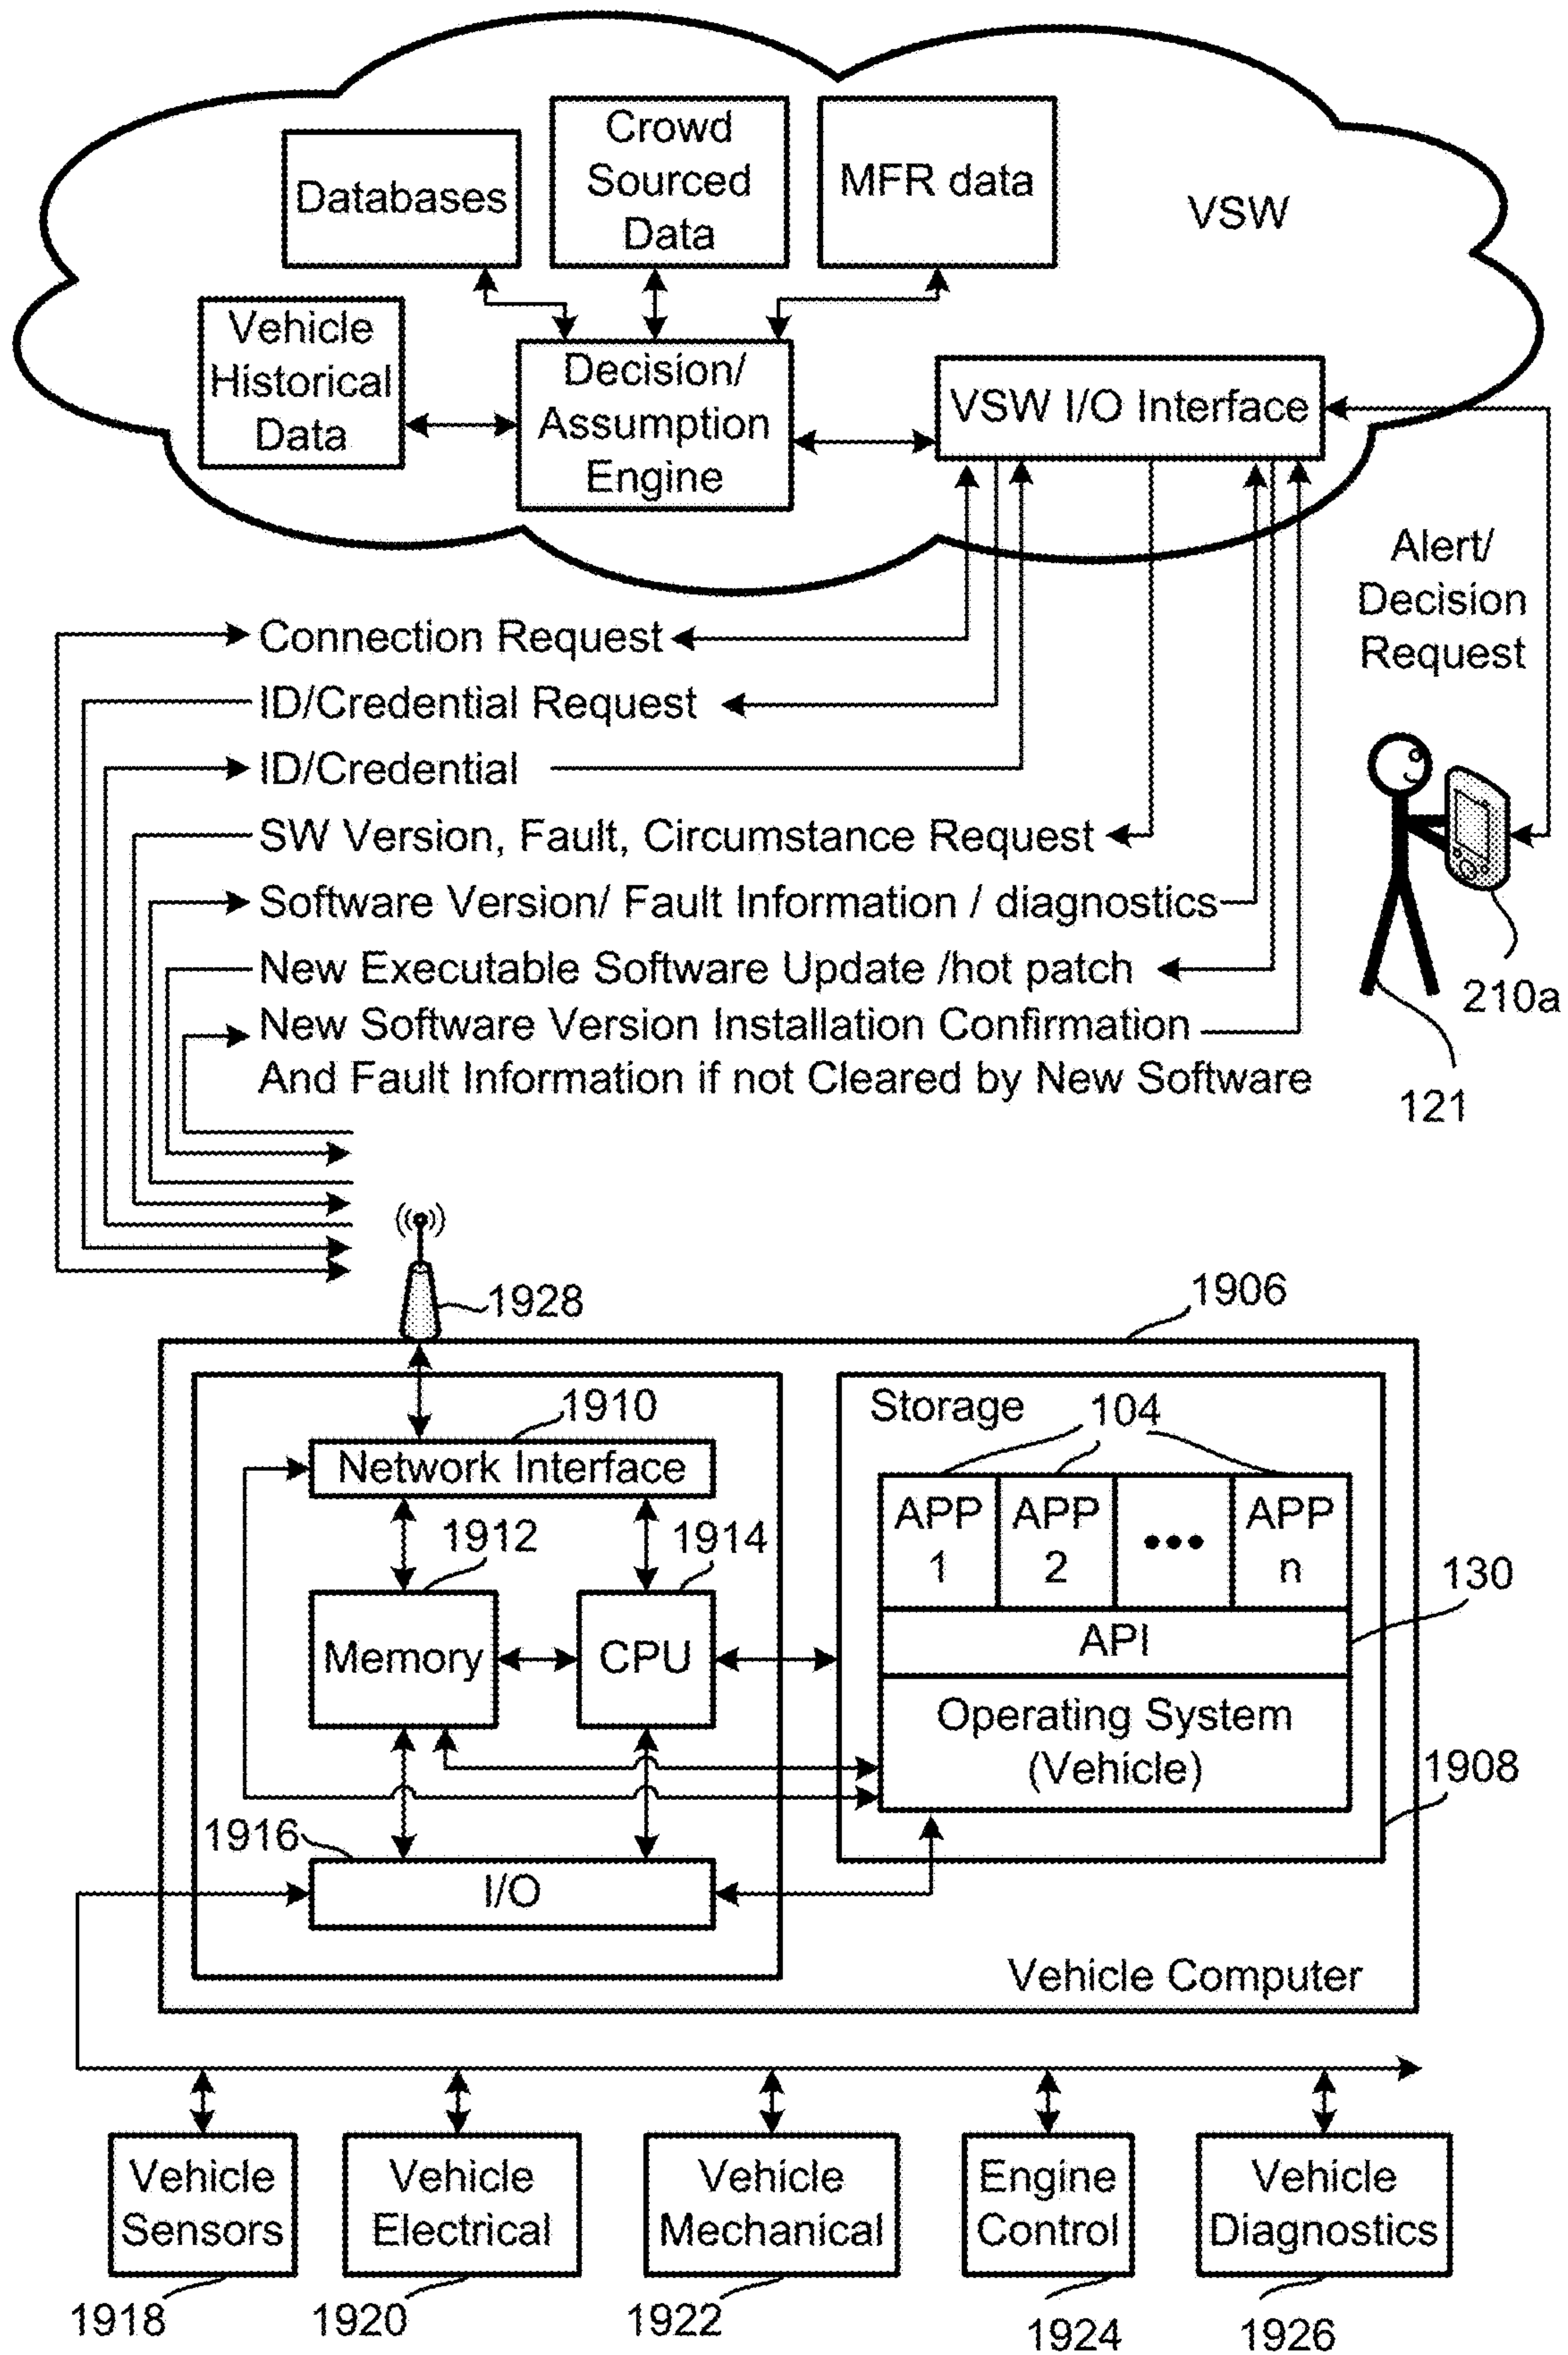 Databases
Crowd
Sourced
Data
MFR data
VSW
Vehicle
Historical
Data
Decision/
Assumption
Engine
VSW I/O Interface
Alert/
Decision
Request
Connection Request
ID/Credential Request
ID/Credential
SW Version, Fault, Circumstance Request
Software Version/ Fault Information / diagnostics
New Executable Software Update /hot patch
New Software Version Installation Confirmation
And Fault Information if not Cleared by New Software
210a
121
1928
1906
1910
Network Interface
1912
1914
Memory
CPU
1916
I/O
Storage
104
APP
1
APP
2
•••
APP
n
130
API
Operating System
(Vehicle)
1908
Vehicle Computer
Vehicle
Sensors
Vehicle
Electrical
Vehicle
Mechanical
Engine
Control
Vehicle
Diagnostics
1918
1920
1922
1924
1926